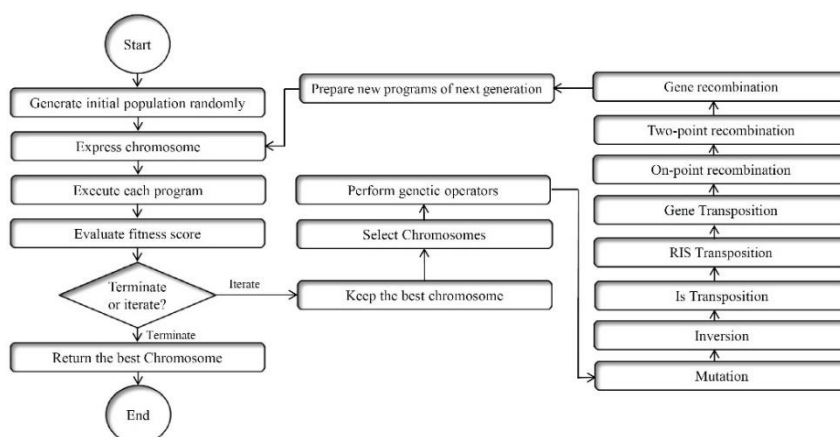 Start
Generate initial population randomly
Express chromosome
Execute each program
Evaluate fitness score
Terminate
or iterate?
Iterate
Terminate
Return the best Chromosome
End
Keep the best chromosome
Select Chromosomes
Perform genetic operators
Mutation
Inversion
Is Transposition
RIS Transposition
Gene Transposition
On-point recombination
Two-point recombination
Gene recombination
Prepare new programs of next generation